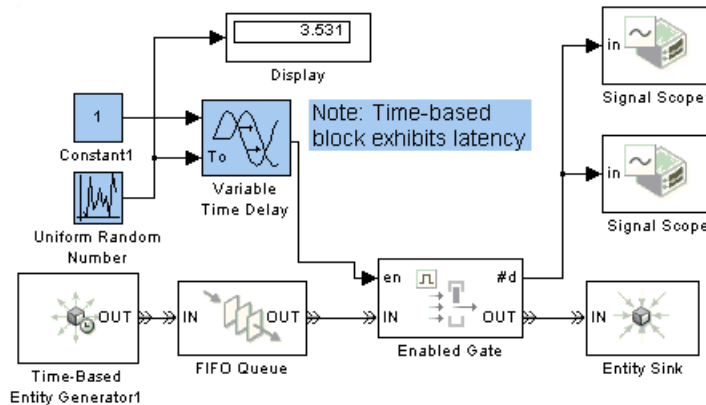 3.531
Display
in
Signal Scope1
1
Constant1
To
Variable
Time Delay
Note: Time-based
block exhibits latency
in
Signal Scope
Uniform Random
Number
en
#d
IN
OUT
Enabled Gate
OUT
Time-Based
Entity Generator1
IN
OUT
FIFO Queue
IN
Entity Sink